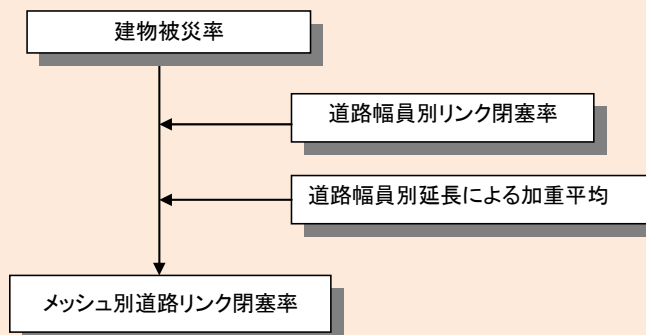 建物被災率
道路幅員別リンク閉塞率
道路幅員別延長による加重平均
メッシュ別道路リンク閉塞率